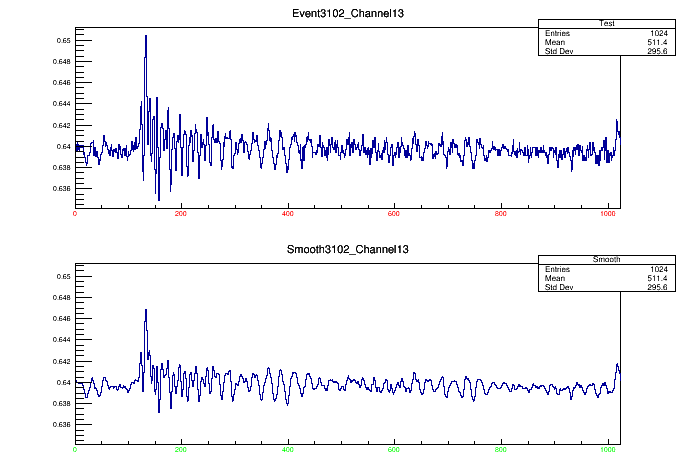 Event3102_Channel13
Test
Entries 1024
Mean 511.4
Std Dev 295.6
0.65
0.648
0.646
0.644
0.642
0.64
0.638
0.636
0 200 400 600 800 1000
Smooth3102_Channel13
Smooth
Entries 1024
Mean 511.4
Std Dev 295.6
0.65
0.648
0.646
0.644
0.642
0.64
0.638
0.636
0 200 400 600 800 1000